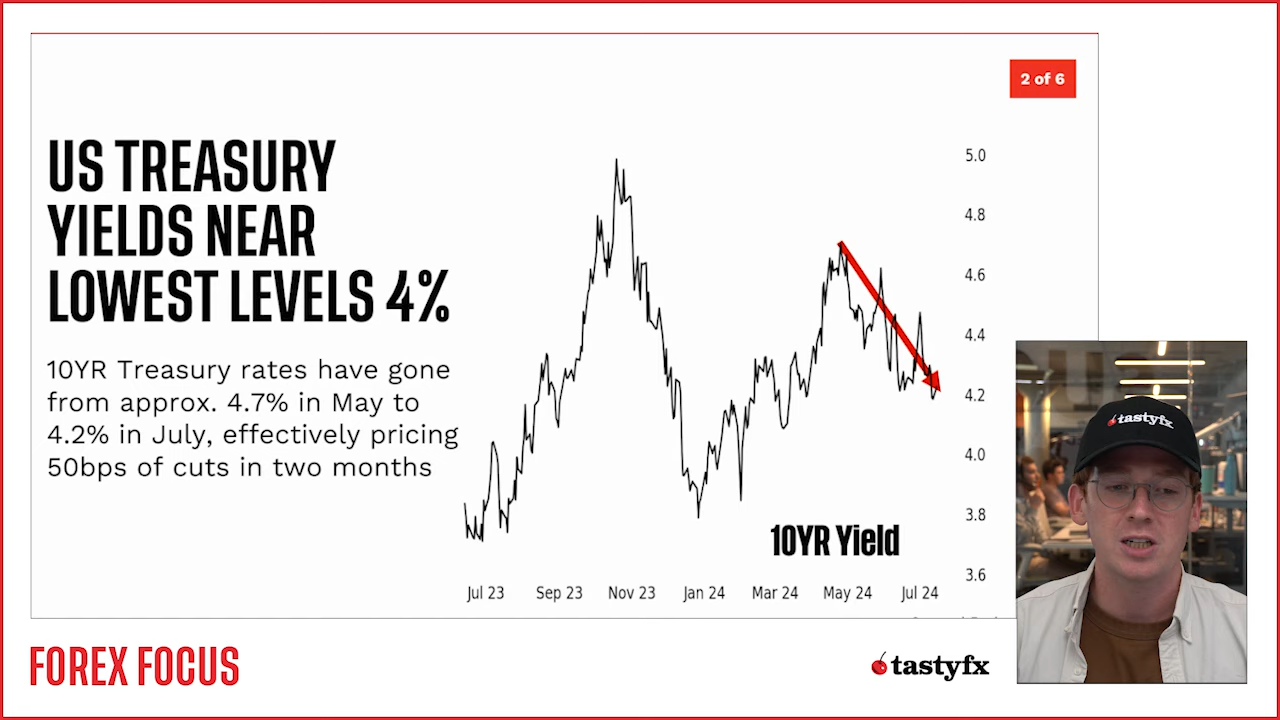 2 of 6
US TREASURY
YIELDS NEAR
LOWEST LEVELS 4%
10YR Treasury rates have gone
from approx. 4.7% in May to
4.2% in July, effectively pricing
50bps of cuts in two months
5.0
4.8
4.6
4.4
4.2
4.0
3.8
3.6
10YR Yield
Jul 23 Sep 23 Nov 23 Jan 24 Mar 24 May 24 Jul 24
tastyfx
FOREX FOCUS
tastyfx